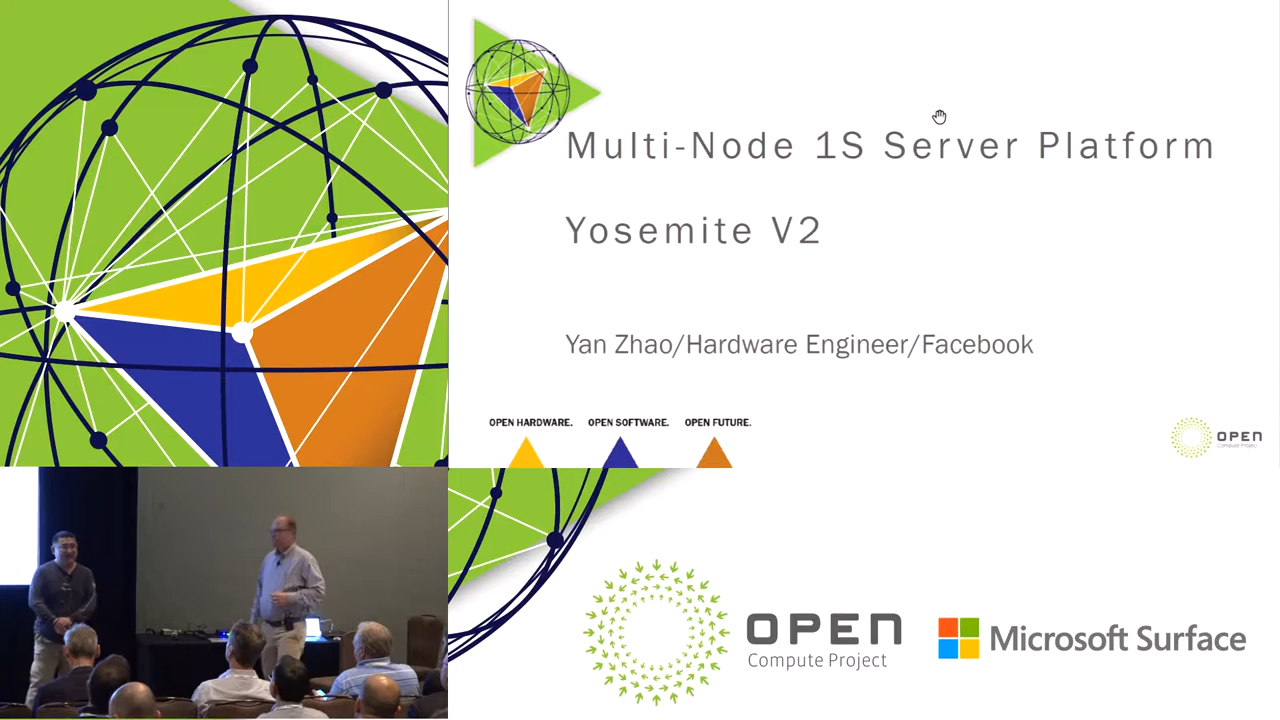 Multi-Node 1S Server Platform
Yosemite V2
Yan Zhao/Hardware Engineer/Facebook
OPEN HARDWARE. OPEN SOFTWARE. OPEN FUTURE.
OPEN
Compute Project
OPEN
Compute Project
Microsoft Surface